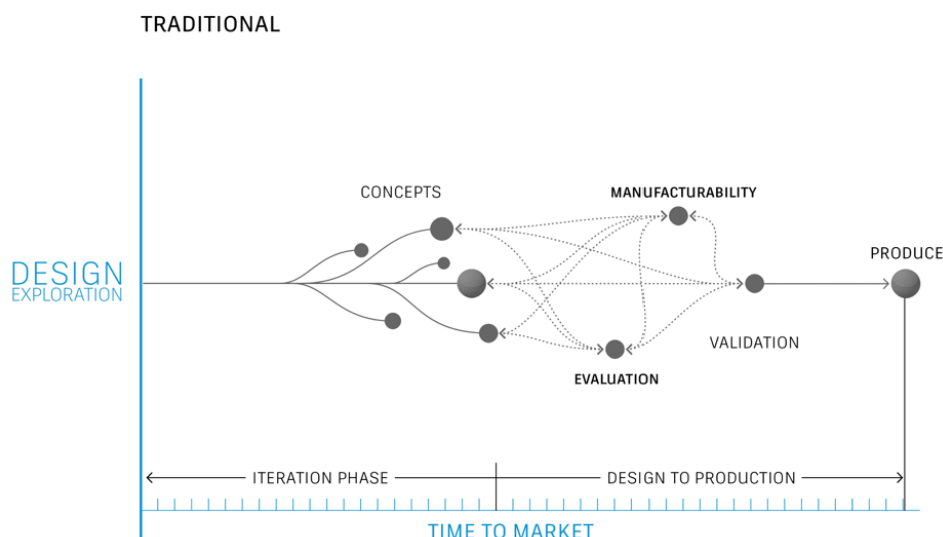 TRADITIONAL
CONCEPTS
MANUFACTURABILITY
PRODUCE
DESIGN
EXPLORATION
VALIDATION
EVALUATION
ITERATION PHASE
DESIGN TO PRODUCTION
TIME TO MARKET